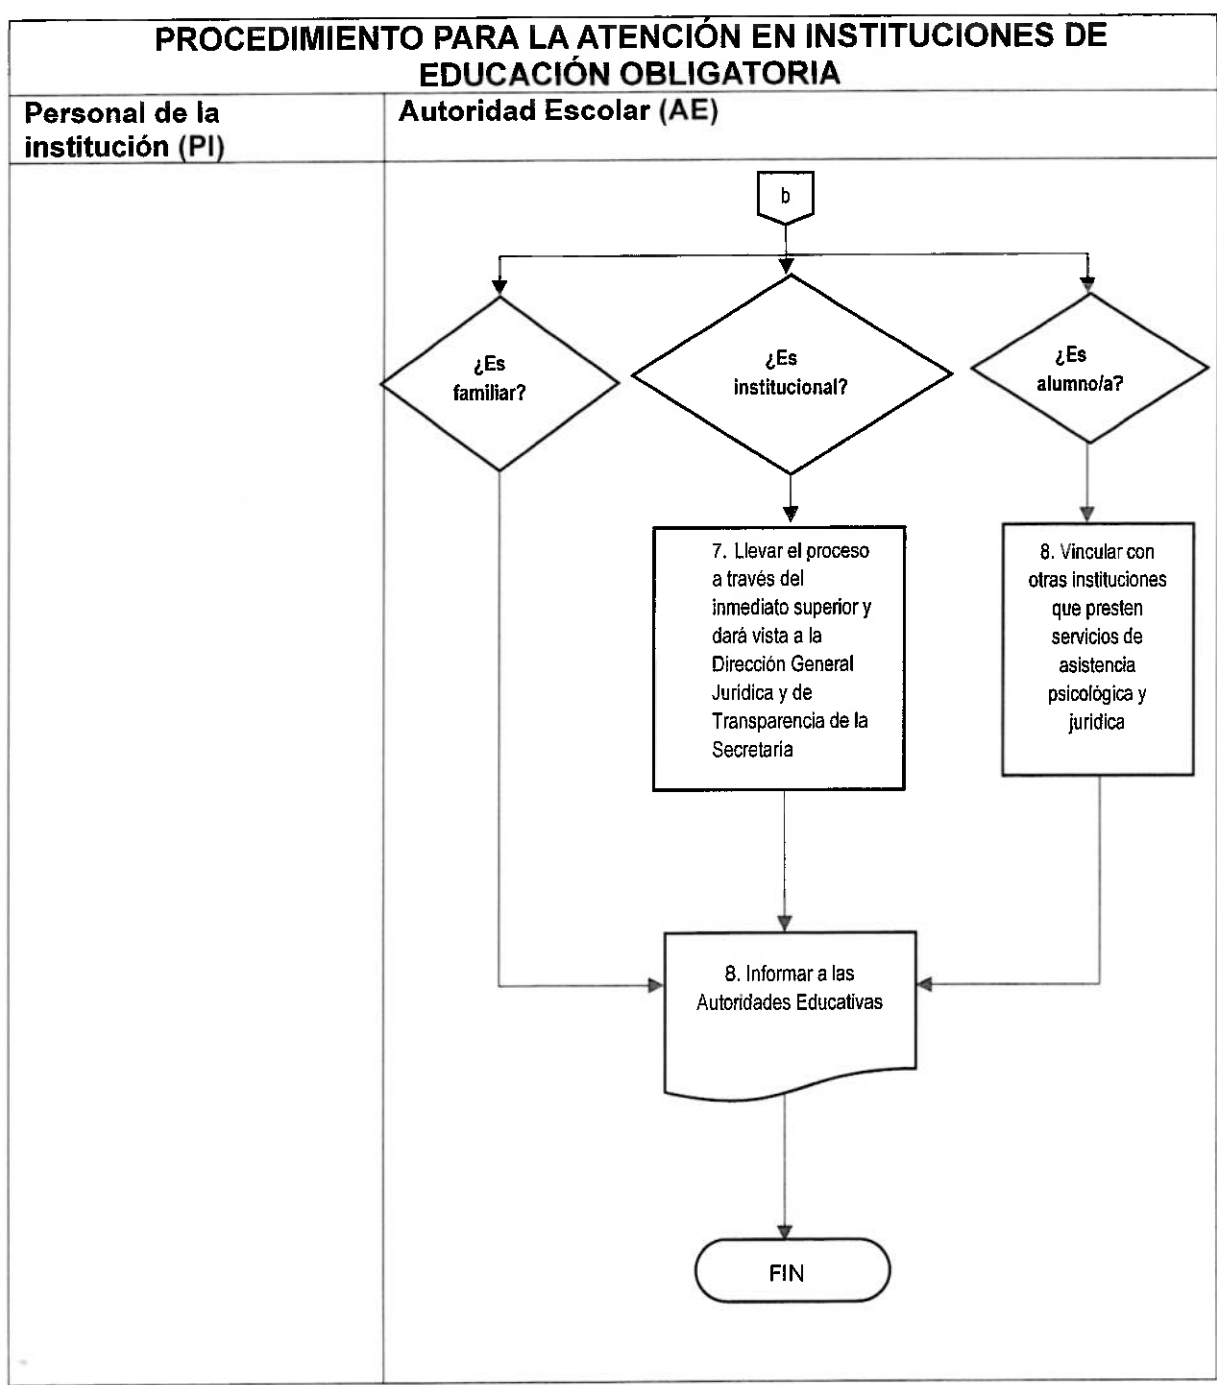 PROCEDIMIENTO PARA LA ATENCIÓN EN INSTITUCIONES DE
EDUCACIÓN OBLIGATORIA
Personal de la
institución (PI)
Autoridad Escolar (AE)
b
¿Es
familiar?
¿Es
institucional?
¿Es
alumno/a?
7. Llevar el proceso
a través del
inmediato superior y
dará vista a la
Dirección General
Jurídica y de
Transparencia de la
Secretaría
8. Vincular con
otras instituciones
que presten
servicios de
asistencia
psicológica y
jurídica
8. Informar a las
Autoridades Educativas
FIN